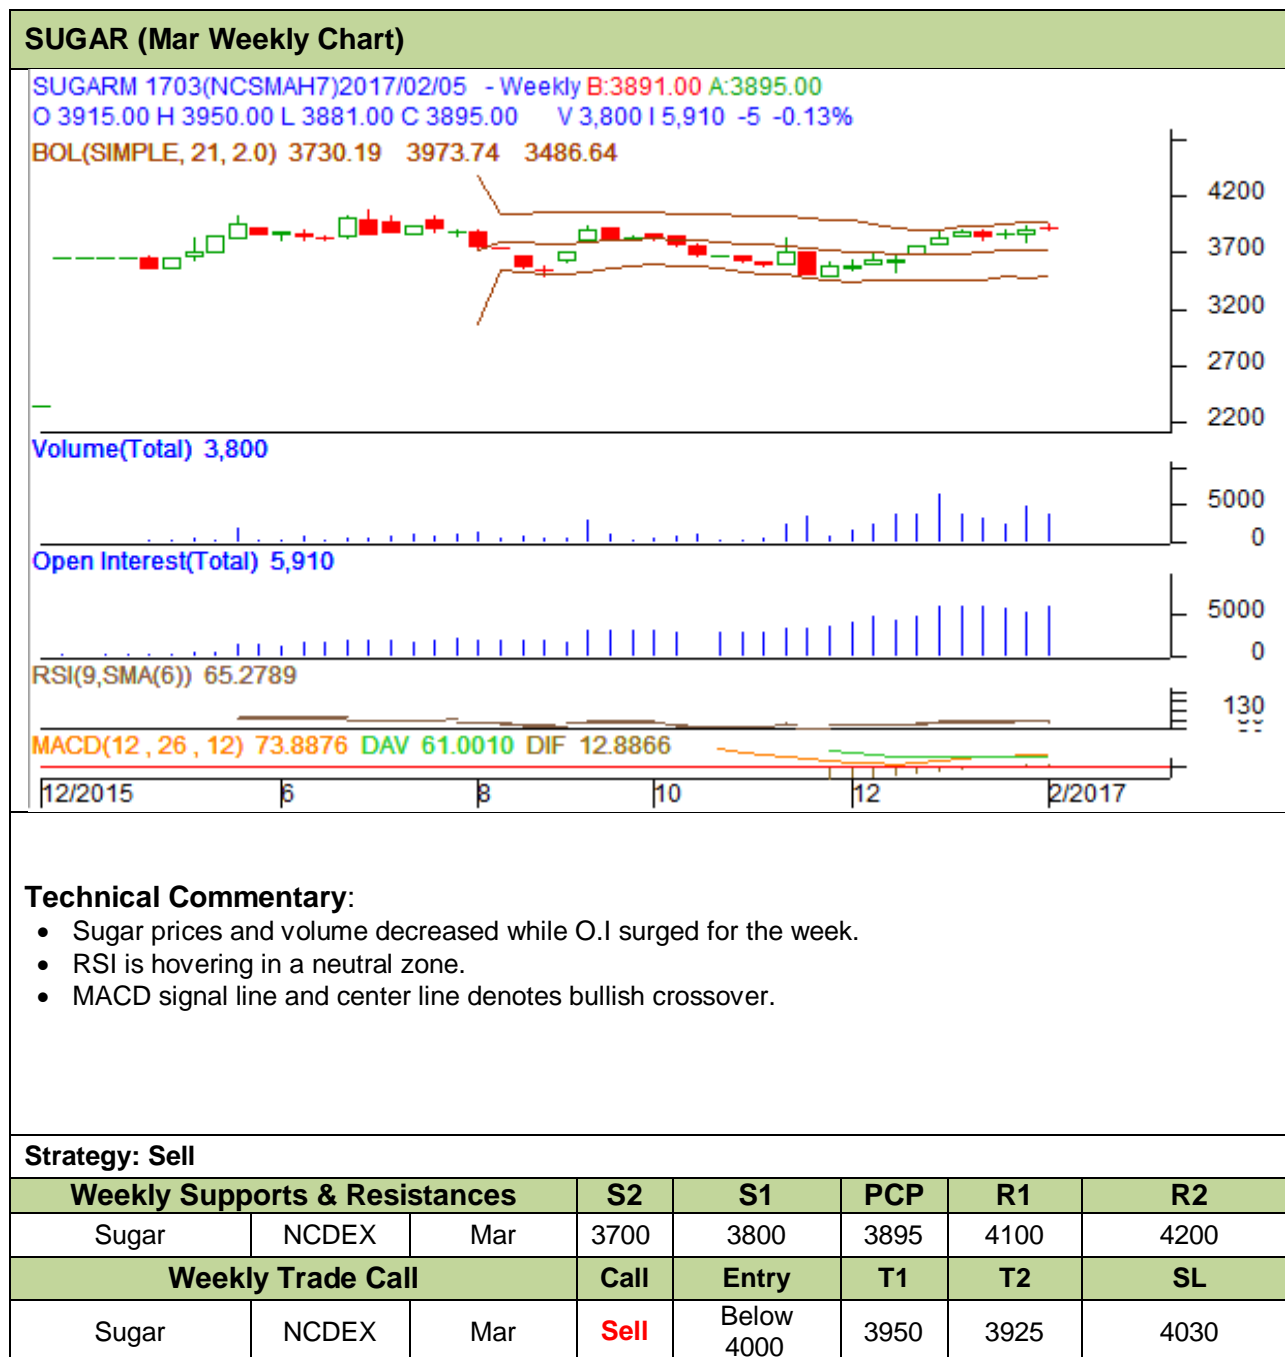 SUGAR (Mar Weekly Chart)
SUGARM 1703(NCSMAH7)2017/02/05 - Weekly B:3891.00 A:3895.00
O 3915.00 H 3950.00 L 3881.00 C 3895.00 V 3,800 I 5,910 -5 -0.13%
BOL(SIMPLE, 21, 2.0) 3730.19 3973.74 3486.64
4200
3700
3200
2700
2200
Volume(Total) 3,800
5000
0
Open Interest(Total) 5,910
5000
0
RSI(9,SMA(6)) 65.2789
130
MACD(12 , 26 , 12) 73.8876 DAV 61.0010 DIF 12.8866
12/2015 6 8 10 12 2/2017
Technical Commentary:
• Sugar prices and volume decreased while O.I surged for the week.
• RSI is hovering in a neutral zone.
• MACD signal line and center line denotes bullish crossover.
Strategy: Sell
Weekly Supports & Resistances S2 S1 PCP R1 R2
Sugar NCDEX Mar 3700 3800 3895 4100 4200
Weekly Trade Call Call Entry T1 T2 SL
Sugar NCDEX Mar Sell Below 4000 3950 3925 4030